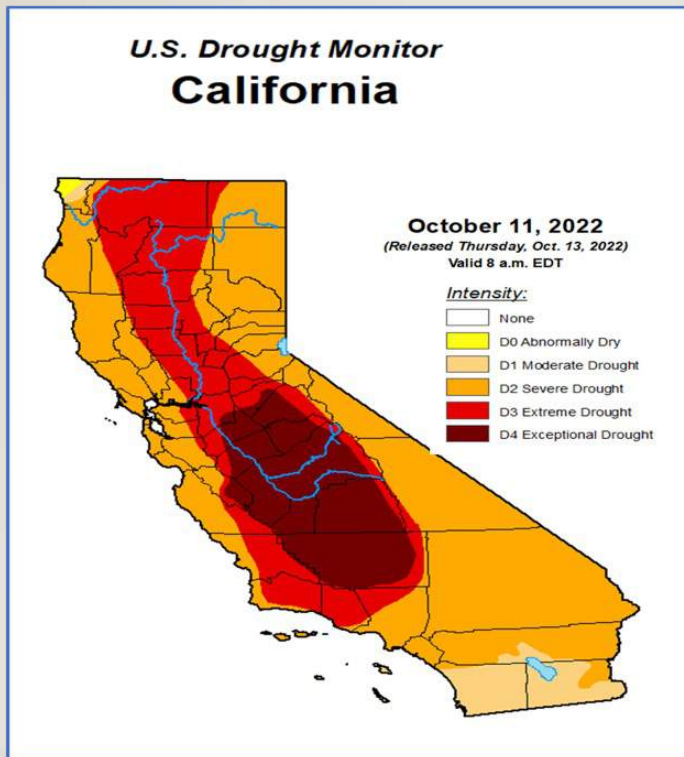 U.S. Drought Monitor
California
October 11, 2022
(Released Thursday, Oct. 13, 2022)
Valid 8 a.m. EDT
Intensity:
None
D0 Abnormally Dry
D1 Moderate Drought
D2 Severe Drought
D3 Extreme Drought
D4 Exceptional Drought